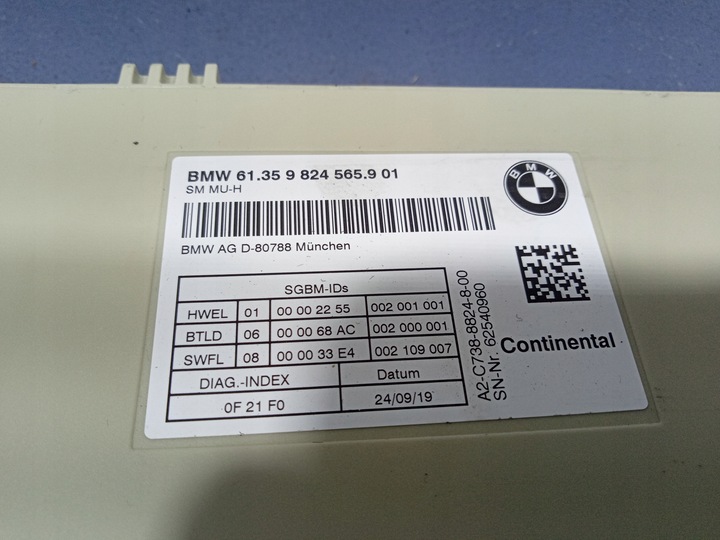 BMW 61.35 9 824 565.9 01
SM MU-H
BMW
BMW AG D-80788 München
SGBM-IDs
HWEL 01 00 00 22 55 002 001 001
BTLD 06 00 00 68 AC 002 000 001
SWFL 08 00 00 33 E4 002 109 007
DIAG.-INDEX Datum
0F 21 F0 24/09/19
A2-C738-8824-8-00
SN-Nr. 62540960
Continental